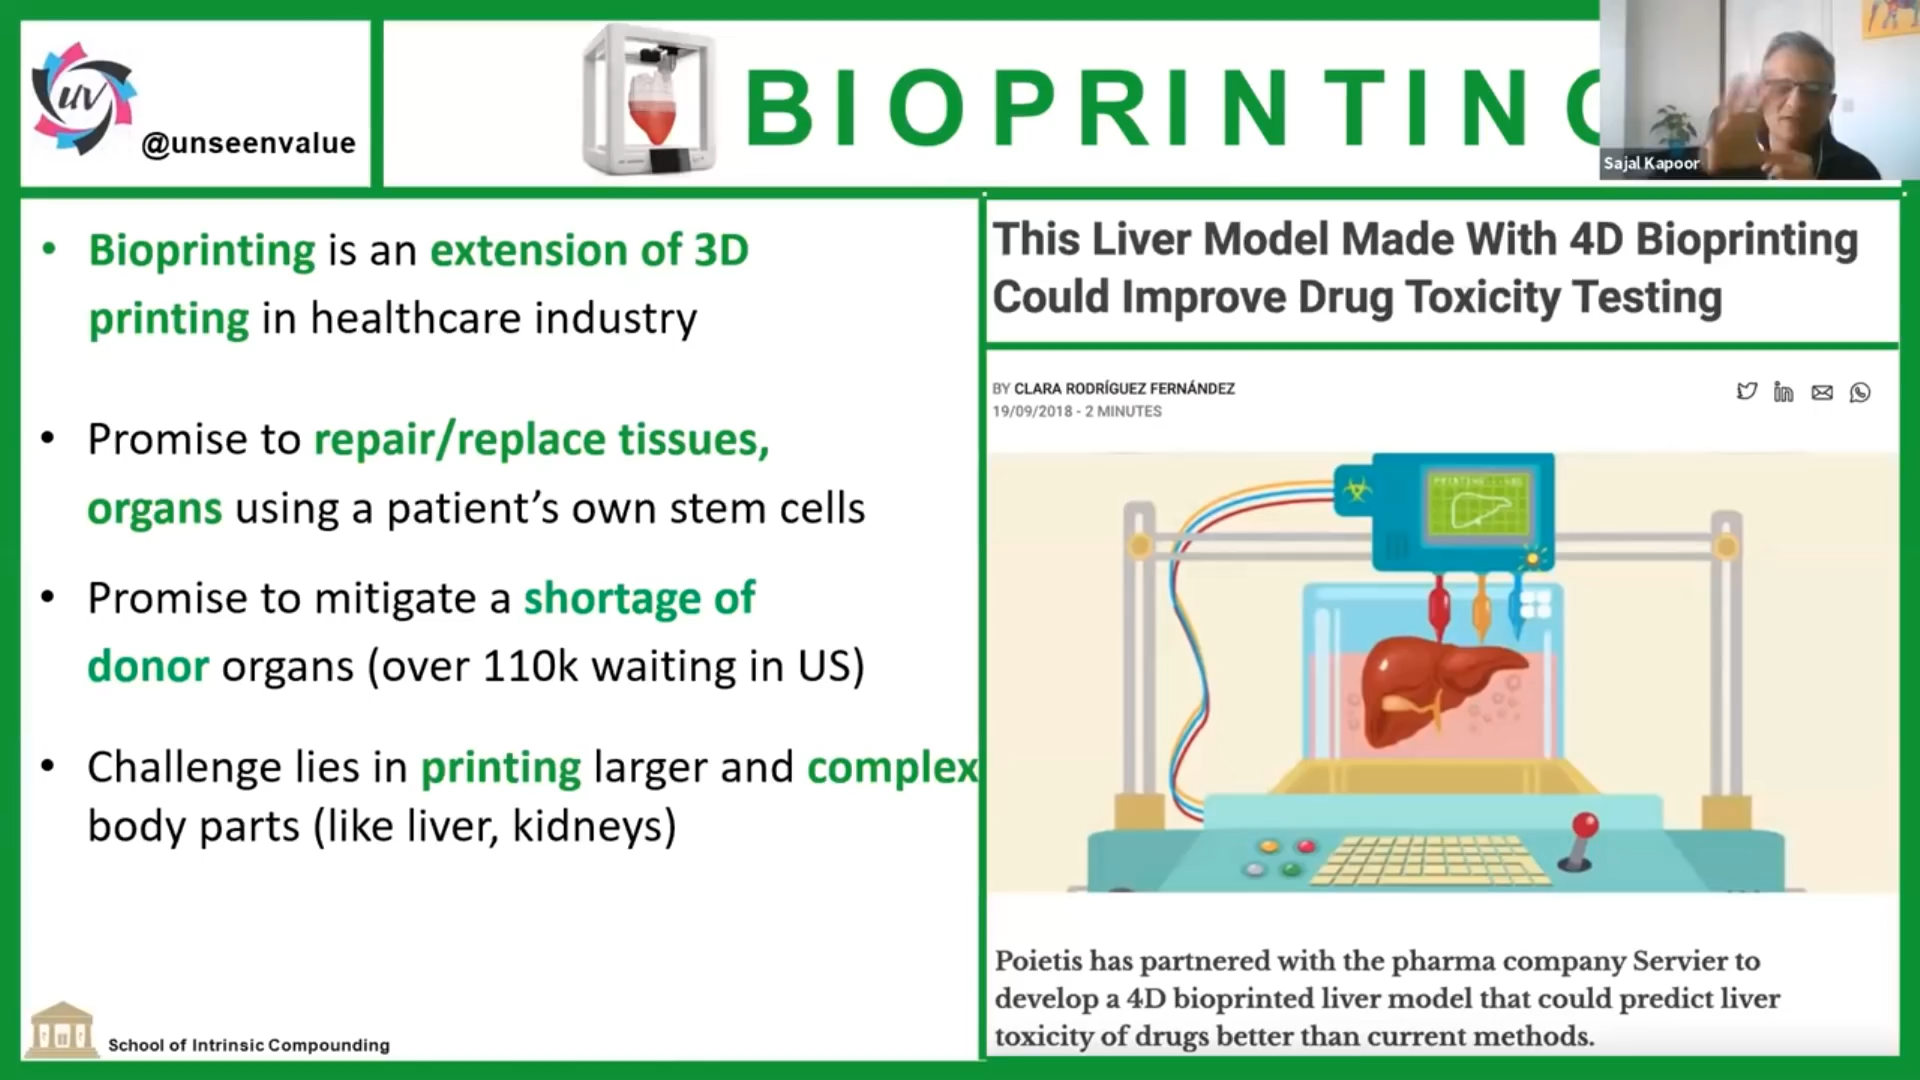 uv
@unseenvalue
BIOPRINTIN
Sajal Kapoor
• Bioprinting is an extension of 3D
printing in healthcare industry
• Promise to repair/replace tissues,
organs using a patient’s own stem cells
• Promise to mitigate a shortage of
donor organs (over 110k waiting in US)
• Challenge lies in printing larger and complex
body parts (like liver, kidneys)
School of Intrinsic Compounding
This Liver Model Made With 4D Bioprinting
Could Improve Drug Toxicity Testing
BY CLARA RODRÍGUEZ FERNÁNDEZ
19/09/2018 - 2 MINUTES
in
Poietis has partnered with the pharma company Servier to
develop a 4D bioprinted liver model that could predict liver
toxicity of drugs better than current methods.